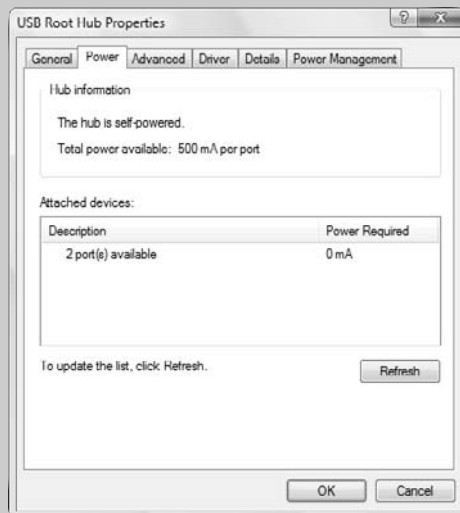 USB Root Hub Properties
?
X
General Power Advanced Driver Details Power Management
Hub information
The hub is self-powered.
Total power available: 500 mA per port
Attached devices:
Description Power Required
2 port(s) available 0 mA
To update the list, click Refresh.
Refresh
OK Cancel